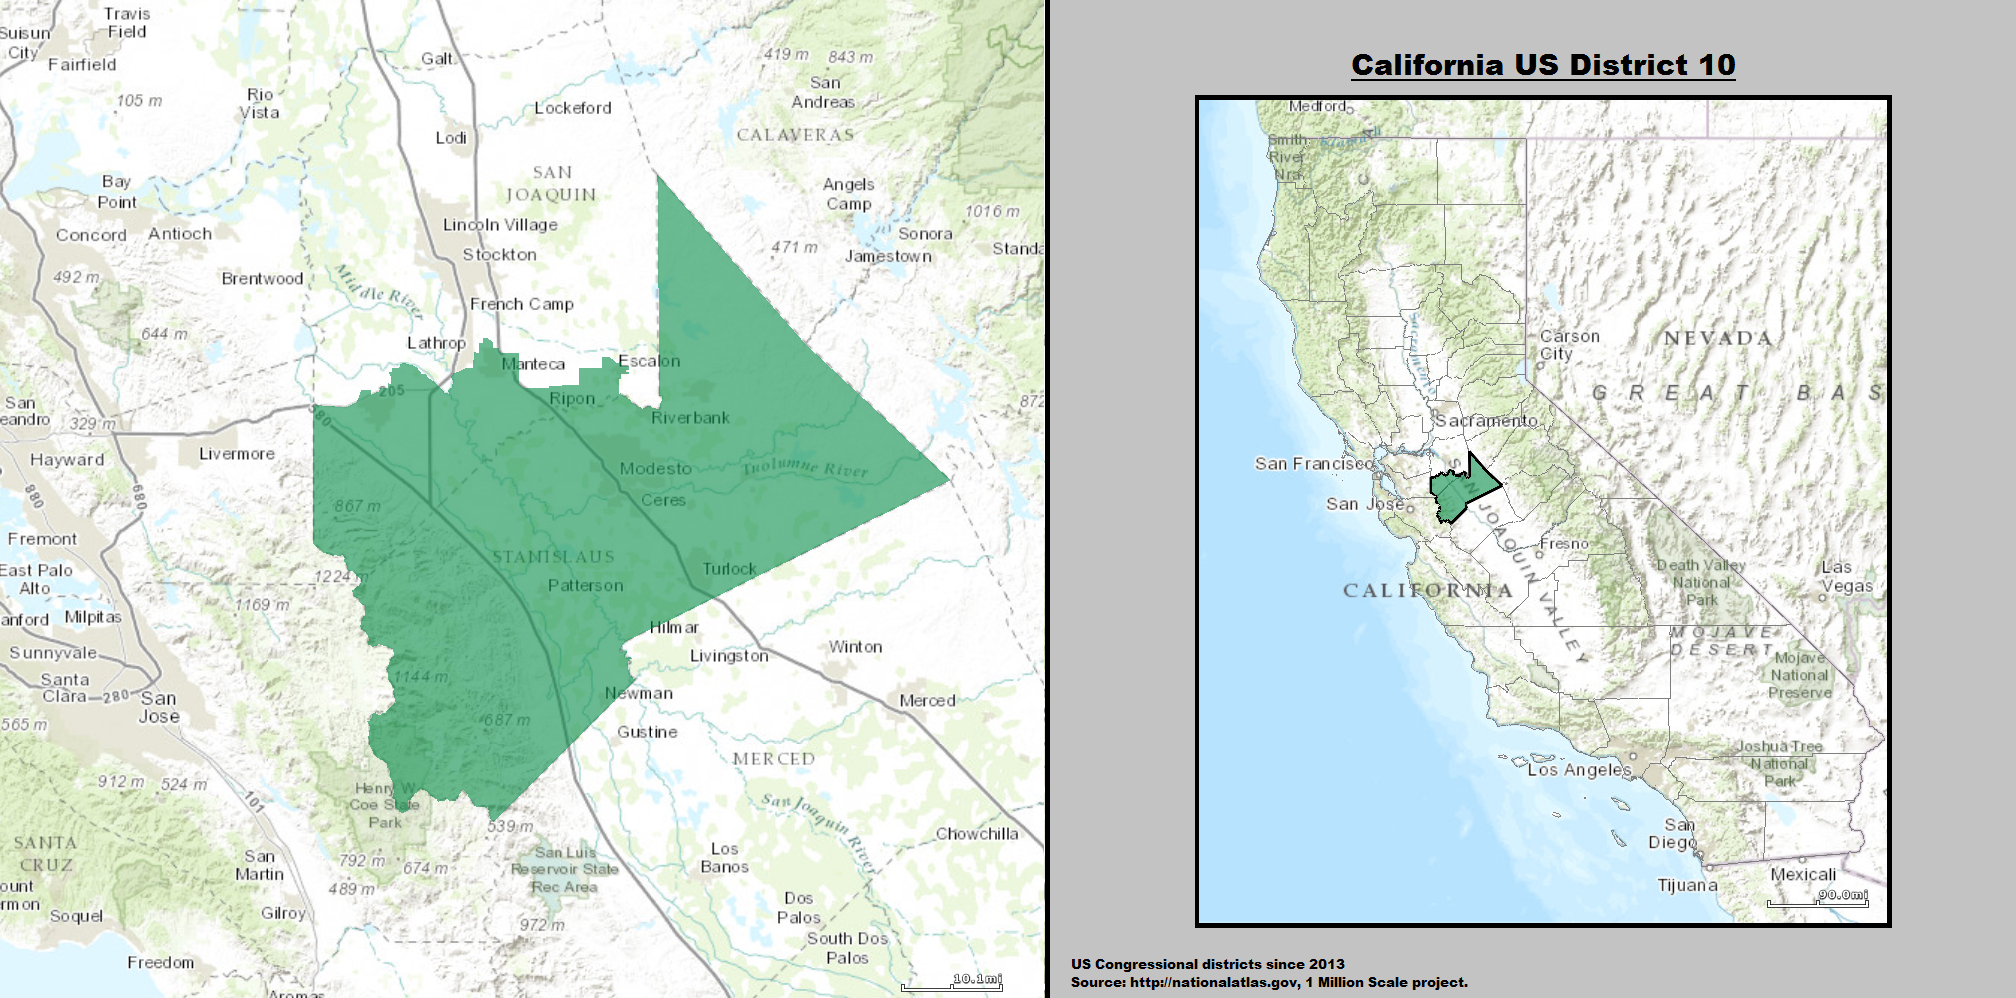 Travis
Field
Suisun
City
Fairfield
Galt
419 m
843 m
San
Andreas
105 m
Rio
Vista
Lockeford
CALAVERAS
Lodi
SAN
JOAQUIN
Bay
Point
Angels
Camp
1016 m
Concord
Antioch
Lincoln Village
Sonora
Stockton
471 m
Jamestown
Standa
492 m
Brentwood
Middle River
French Camp
644 m
Lathrop
Manteca
Escalon
205
San
eandro
329 m
580
Ripon
Riverbank
872
Hayward
Livermore
Modesto
Tuolumne River
880
680
867 m
Ceres
Fremont
STANISLAUS
Turlock
East Palo
Alto
1224 m
Patterson
1169 m
anford
Milpitas
Hilmar
Sunnyvale
Livingston
Winton
Santa
Clara
280
San
Jose
1144 m
Newman
Merced
565 m
687 m
Gustine
MERCED
912 m
524 m
101
Henry W
Coe State
Park
San Joaquin River
539 m
Chowchilla
SANTA
CRUZ
San
Martin
792 m
674 m
San Luis
Reservoir State
Rec Area
Los
Banos
489 m
ount
rmon
Soquel
Gilroy
972 m
Dos
Palos
South Dos
Palos
Freedom
Aromas
10.1mi
California US District 10
Medford
Smith
River
Nra
Klamath
Sacramento
Carson
City
NEVADA
GREAT BAS
Sacramento
San Francisco
San Jose
SAN JOAQUIN VALLEY
Fresno
CALIFORNIA
Death Valley
National
Park
Las
Vegas
MOJAVE
DESERT
Mojave
National
Preserve
Joshua Tree
National
Park
Los Angeles
San
Diego
Tijuana
Mexicali
90.0mi
US Congressional districts since 2013
Source: http://nationalatlas.gov, 1 Million Scale project.